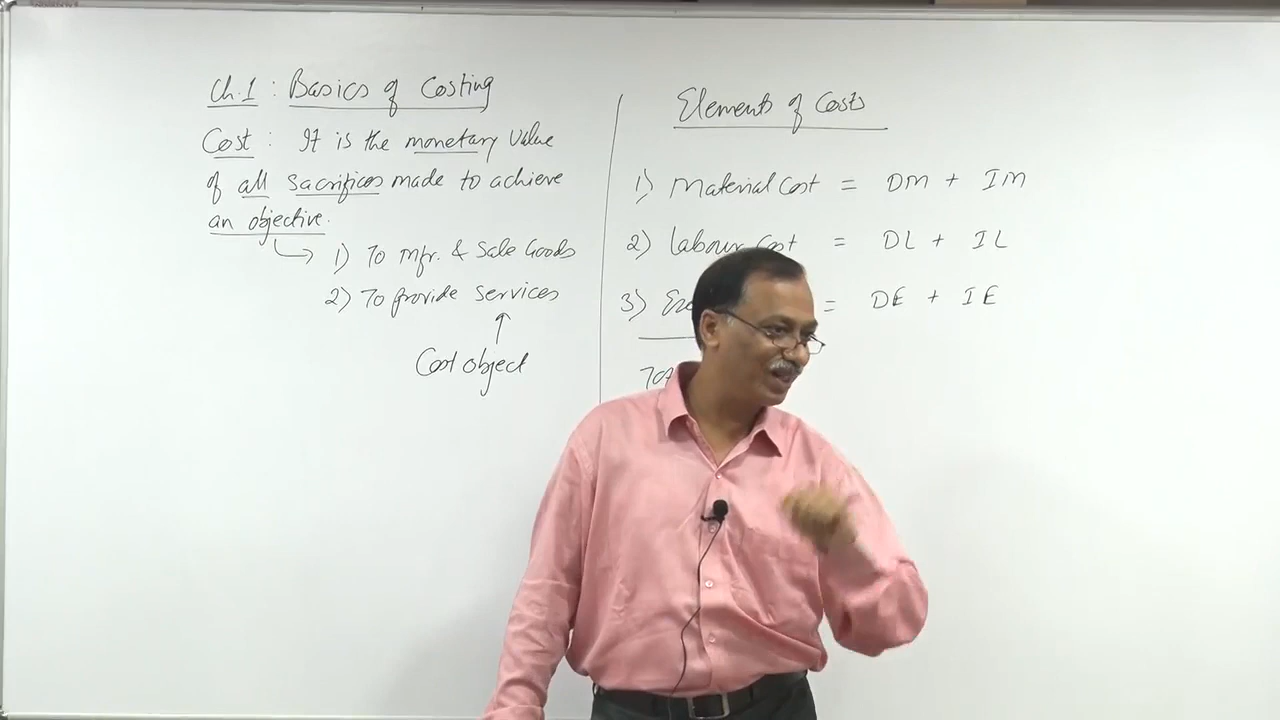 Ch.1 : Basics of Costing
Cost : It is the monetary value
of all sacrifices made to achieve
an objective.
1) To Mfr. & Sale Goods
2) To provide services
Cost object
Elements of Costs
1) Material Cost = DM + IM
2) Labour Cost = DL + IL
3) = DE + IE